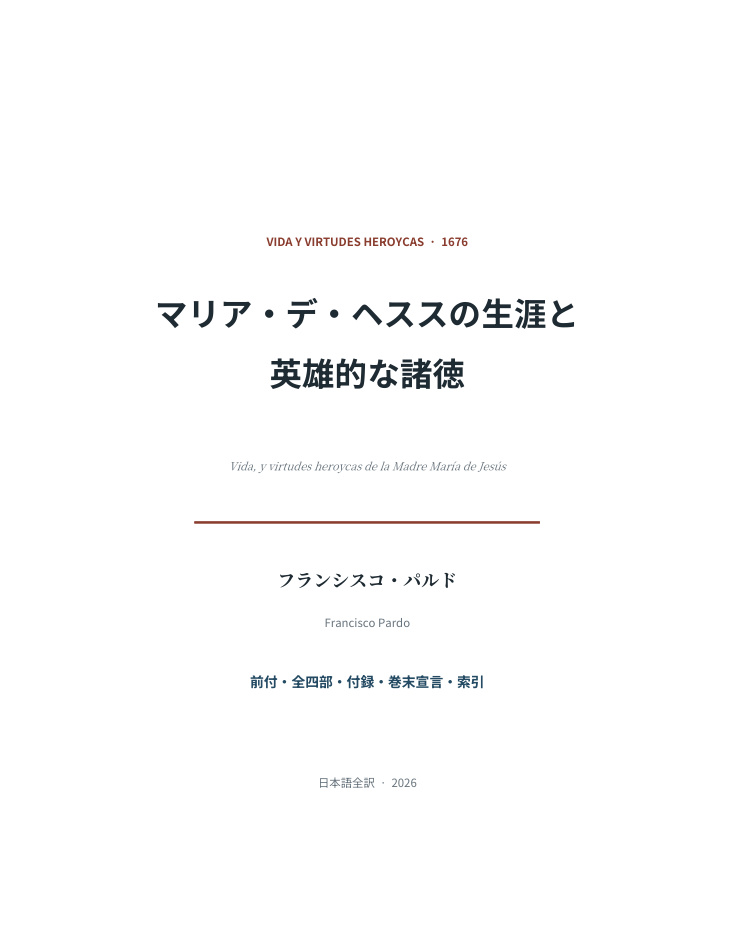 VIDA Y VIRTUDES HEROYCAS · 1676
マリア・デ・ヘススの生涯と
英雄的な諸徳
Vida, y virtudes heroycas de la Madre María de Jesús
フランシスコ・パルド
Francisco Pardo
前付・全四部・付録・巻末宣言・索引
日本語全訳 · 2026